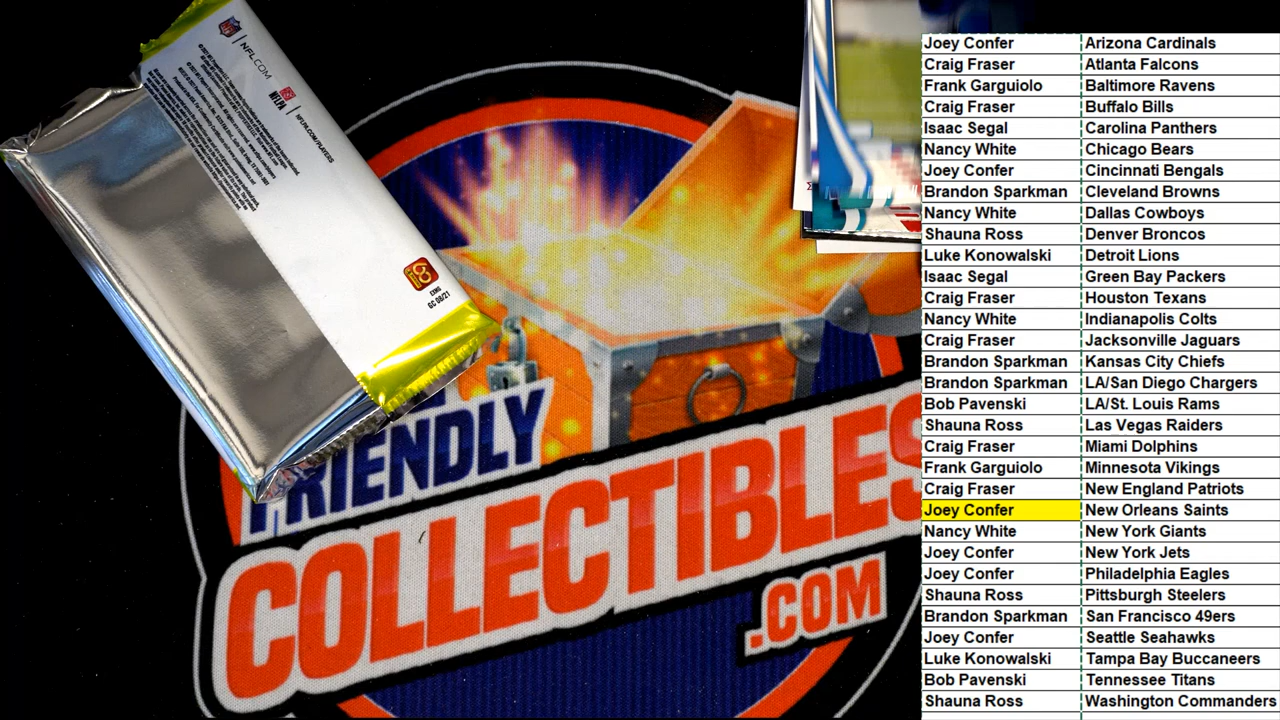 NFL.COM
NFLPA
NFLPA.COM/PLAYERS
GC 08/21
FRIENDLY
COLLECTIBLES
.COM
Joey Confer Arizona Cardinals
Craig Fraser Atlanta Falcons
Frank Garguiolo Baltimore Ravens
Craig Fraser Buffalo Bills
Isaac Segal Carolina Panthers
Nancy White Chicago Bears
Joey Confer Cincinnati Bengals
Brandon Sparkman Cleveland Browns
Nancy White Dallas Cowboys
Shauna Ross Denver Broncos
Luke Konowalski Detroit Lions
Isaac Segal Green Bay Packers
Craig Fraser Houston Texans
Nancy White Indianapolis Colts
Craig Fraser Jacksonville Jaguars
Brandon Sparkman Kansas City Chiefs
Brandon Sparkman LA/San Diego Chargers
Bob Pavenski LA/St. Louis Rams
Shauna Ross Las Vegas Raiders
Craig Fraser Miami Dolphins
Frank Garguiolo Minnesota Vikings
Craig Fraser New England Patriots
Joey Confer New Orleans Saints
Nancy White New York Giants
Joey Confer New York Jets
Joey Confer Philadelphia Eagles
Shauna Ross Pittsburgh Steelers
Brandon Sparkman San Francisco 49ers
Joey Confer Seattle Seahawks
Luke Konowalski Tampa Bay Buccaneers
Bob Pavenski Tennessee Titans
Shauna Ross Washington Commanders